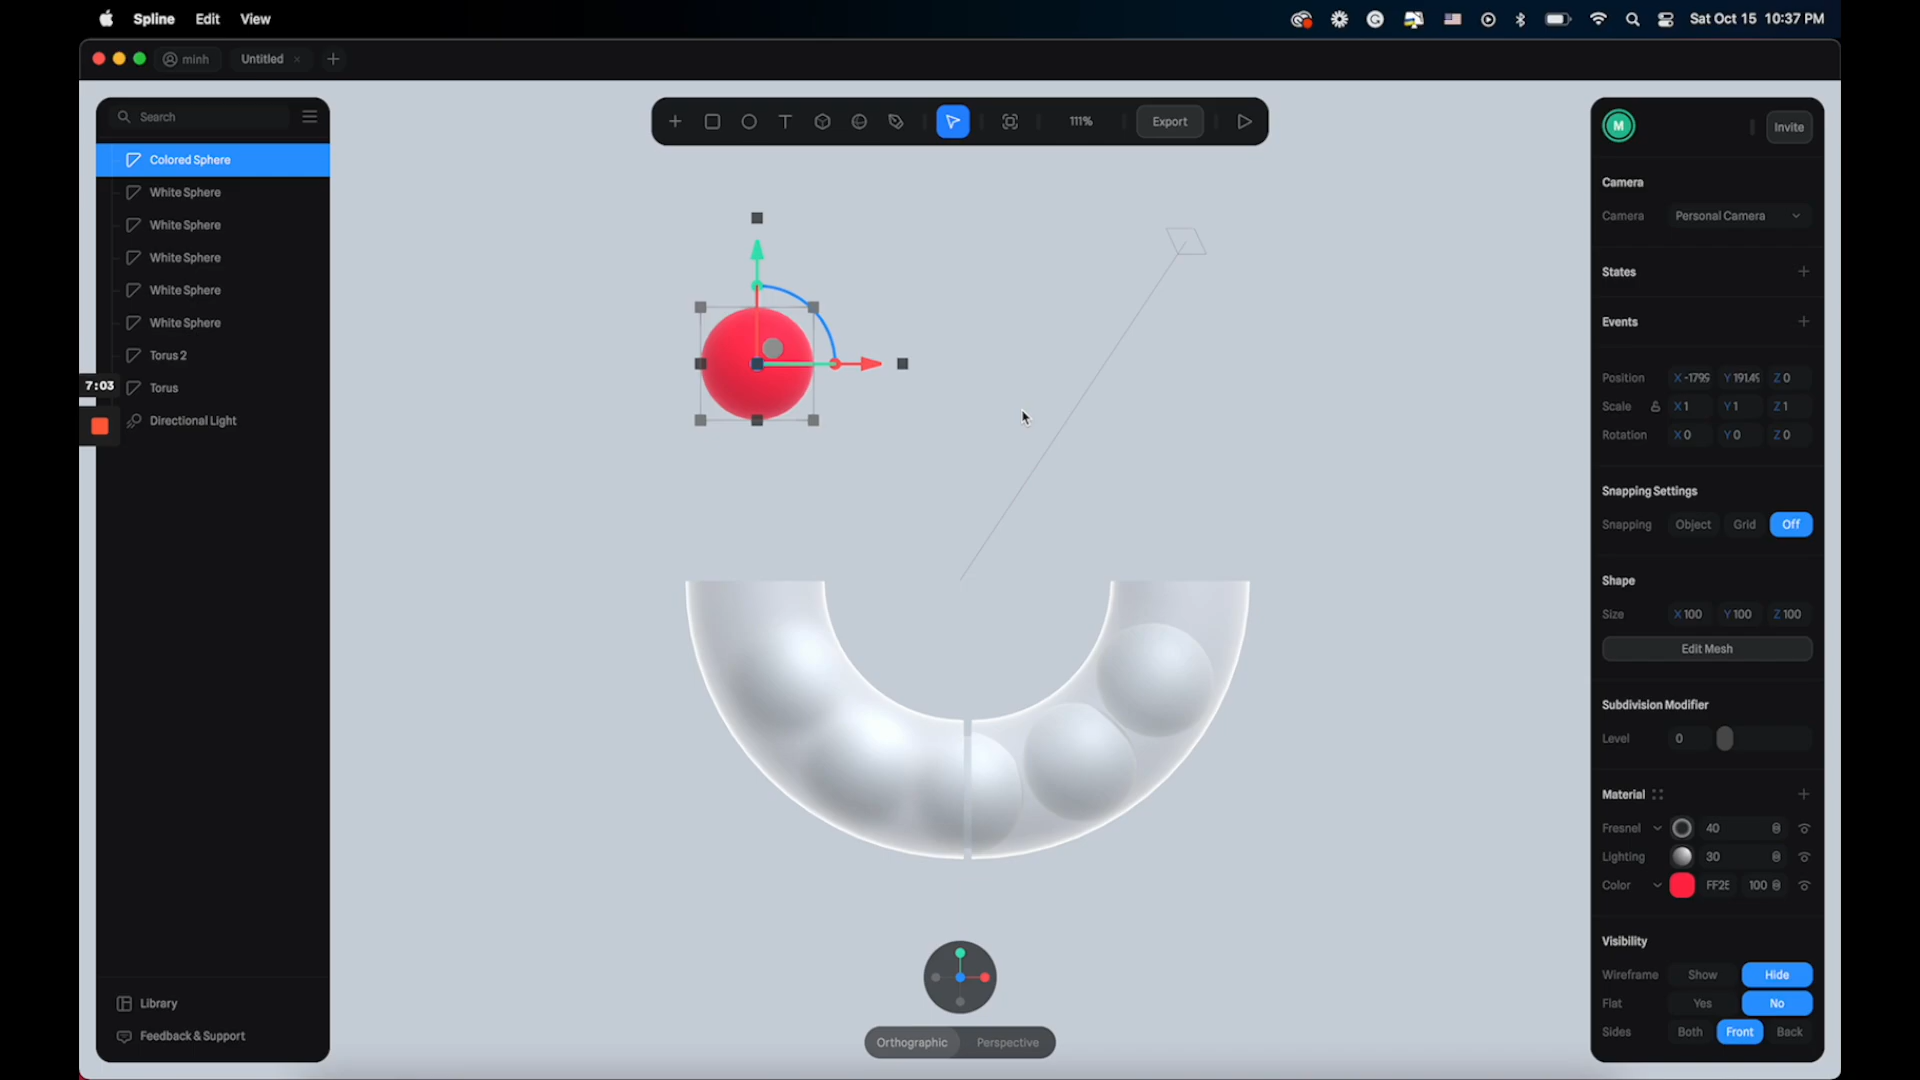 Spline Edit View Sat Oct 15 10:37 PM
minh Untitled
Search
111% Export
M Invite
Colored Sphere
White Sphere
White Sphere
White Sphere
White Sphere
White Sphere
Torus 2
Torus
Directional Light
7:03
Library
Feedback & Support
Orthographic Perspective
Camera
Camera Personal Camera
States
Events
Position X -1799 Y 191.49 Z 0
Scale X 1 Y 1 Z 1
Rotation X 0 Y 0 Z 0
Snapping Settings
Snapping Object Grid Off
Shape
Size X 100 Y 100 Z 100
Edit Mesh
Subdivision Modifier
Level 0
Material
Fresnel 40
Lighting 30
Color FF2E 100
Visibility
Wireframe Show Hide
Flat Yes No
Sides Both Front Back